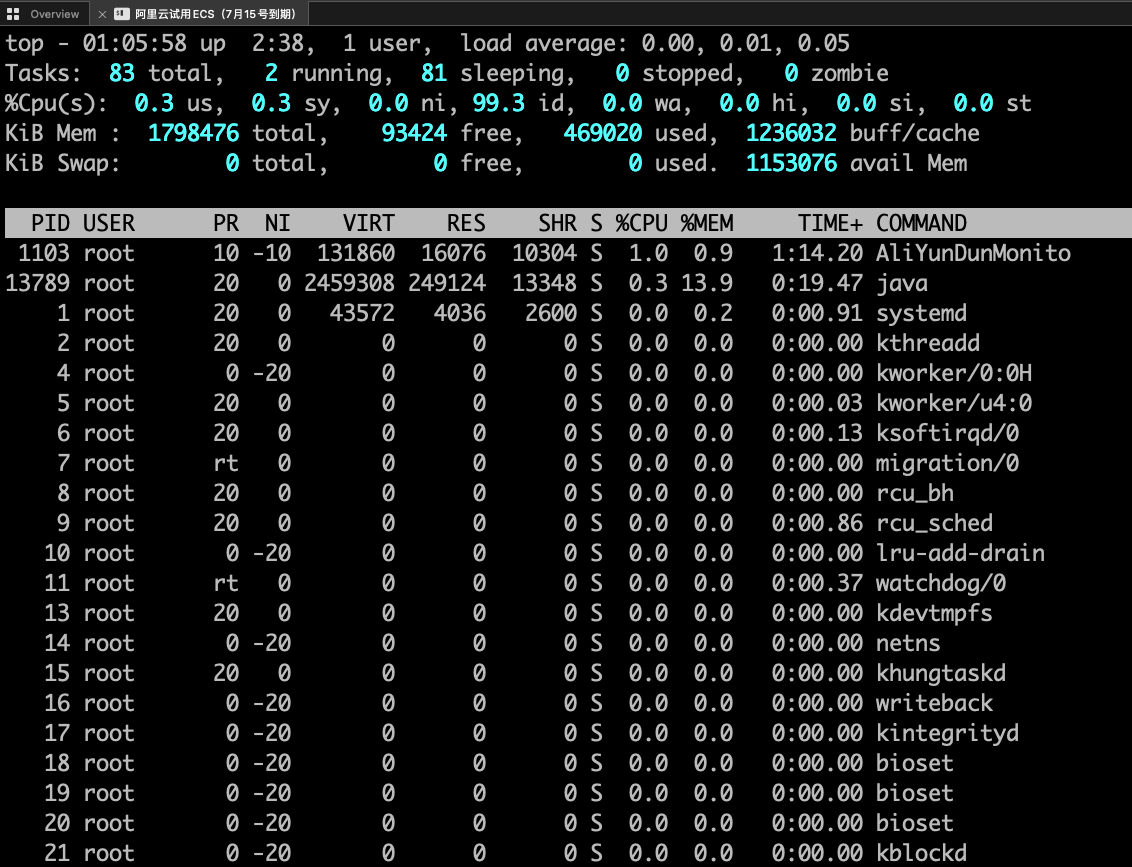 Overview 阿里云试用ECS（7月15号到期）
top - 01:05:58 up  2:38,  1 user,  load average: 0.00, 0.01, 0.05
Tasks:  83 total,   2 running,  81 sleeping,   0 stopped,   0 zombie
%Cpu(s):  0.3 us,  0.3 sy,  0.0 ni, 99.3 id,  0.0 wa,  0.0 hi,  0.0 si,  0.0 st
KiB Mem :  1798476 total,    93424 free,   469020 used,  1236032 buff/cache
KiB Swap:        0 total,        0 free,        0 used.  1153076 avail Mem
  PID USER      PR  NI    VIRT    RES    SHR S %CPU %MEM     TIME+ COMMAND
 1103 root      10 -10  131860  16076  10304 S  1.0  0.9   1:14.20 AliYunDunMonito
13789 root      20   0 2459308 249124  13348 S  0.3 13.9   0:19.47 java
    1 root      20   0   43572   4036   2600 S  0.0  0.2   0:00.91 systemd
    2 root      20   0       0      0      0 S  0.0  0.0   0:00.00 kthreadd
    4 root       0 -20       0      0      0 S  0.0  0.0   0:00.00 kworker/0:0H
    5 root      20   0       0      0      0 S  0.0  0.0   0:00.03 kworker/u4:0
    6 root      20   0       0      0      0 S  0.0  0.0   0:00.13 ksoftirqd/0
    7 root      rt   0       0      0      0 S  0.0  0.0   0:00.00 migration/0
    8 root      20   0       0      0      0 S  0.0  0.0   0:00.00 rcu_bh
    9 root      20   0       0      0      0 S  0.0  0.0   0:00.86 rcu_sched
   10 root       0 -20       0      0      0 S  0.0  0.0   0:00.00 lru-add-drain
   11 root      rt   0       0      0      0 S  0.0  0.0   0:00.37 watchdog/0
   13 root      20   0       0      0      0 S  0.0  0.0   0:00.00 kdevtmpfs
   14 root       0 -20       0      0      0 S  0.0  0.0   0:00.00 netns
   15 root      20   0       0      0      0 S  0.0  0.0   0:00.00 khungtaskd
   16 root       0 -20       0      0      0 S  0.0  0.0   0:00.00 writeback
   17 root       0 -20       0      0      0 S  0.0  0.0   0:00.00 kintegrityd
   18 root       0 -20       0      0      0 S  0.0  0.0   0:00.00 bioset
   19 root       0 -20       0      0      0 S  0.0  0.0   0:00.00 bioset
   20 root       0 -20       0      0      0 S  0.0  0.0   0:00.00 bioset
   21 root       0 -20       0      0      0 S  0.0  0.0   0:00.00 kblockd